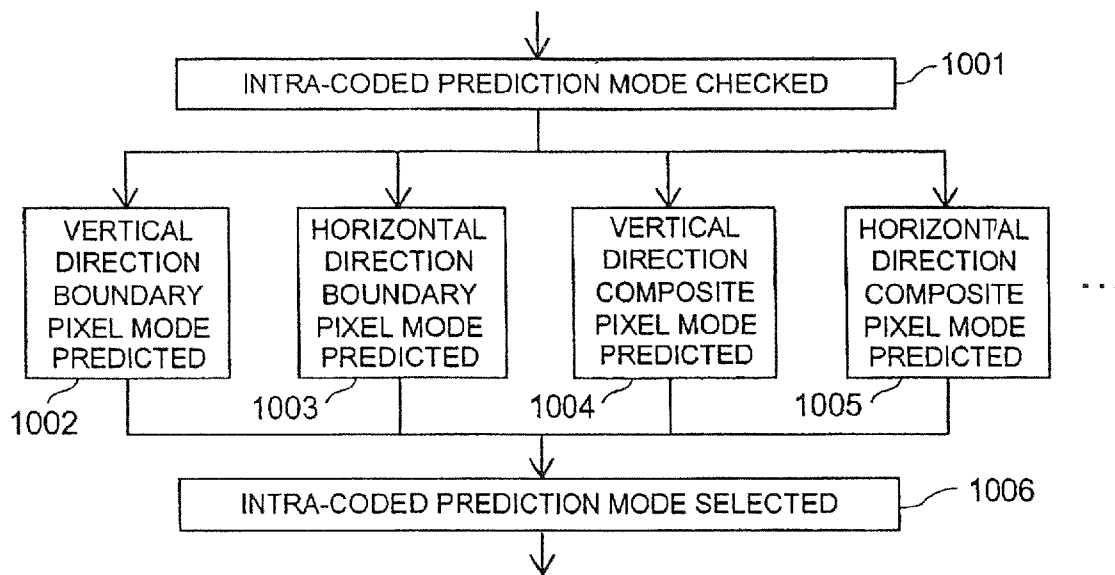 INTRA-CODED PREDICTION MODE CHECKED
1001
VERTICAL
DIRECTION
BOUNDARY
PIXEL MODE
PREDICTED
1002
HORIZONTAL
DIRECTION
BOUNDARY
PIXEL MODE
PREDICTED
1003
VERTICAL
DIRECTION
COMPOSITE
PIXEL MODE
PREDICTED
1004
HORIZONTAL
DIRECTION
COMPOSITE
PIXEL MODE
PREDICTED
1005
. . .
INTRA-CODED PREDICTION MODE SELECTED
1006